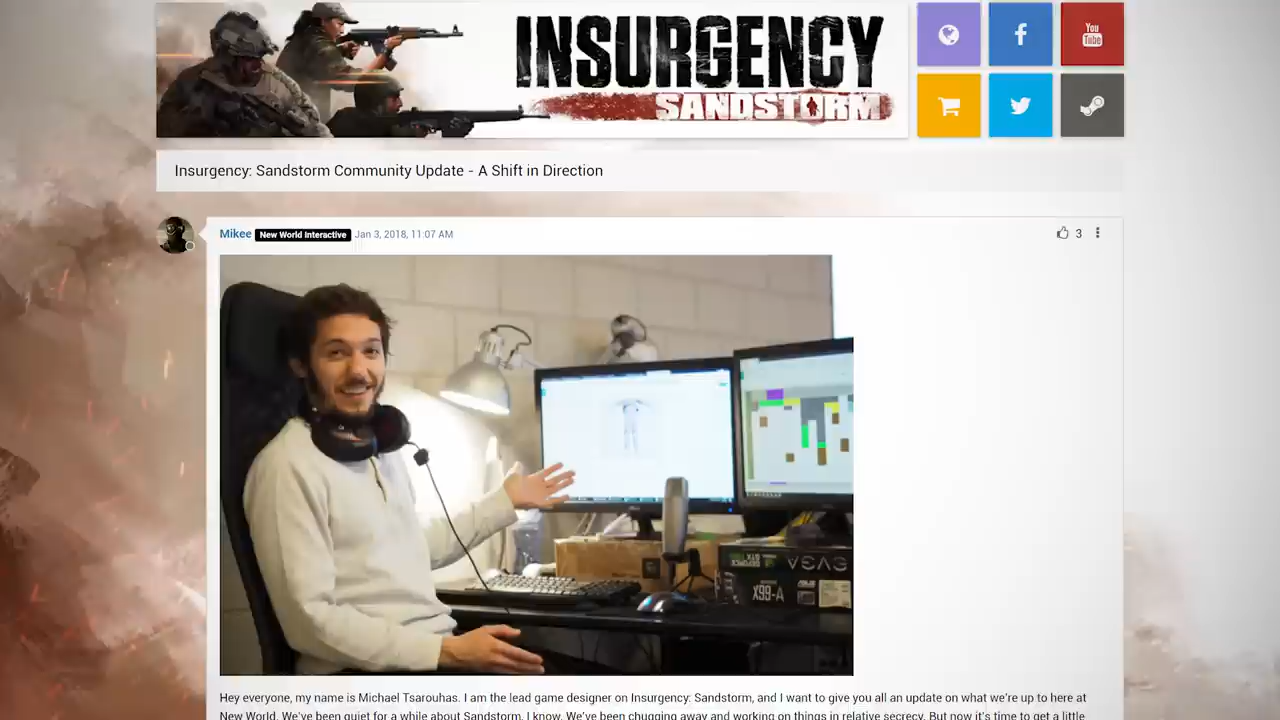 INSURGENCY
SANDSTORM
You
Tube
Insurgency: Sandstorm Community Update - A Shift in Direction
Mikee New World Interactive Jan 3, 2018, 11:07 AM
3
GEFORCE
GTX
EVGA
X99-A
Hey everyone, my name is Michael Tsarouhas. I am the lead game designer on Insurgency: Sandstorm, and I want to give you all an update on what we're up to here at
New World. We've been quiet for a while about Sandstorm, I know. We've been chugging away and working on things in relative secrecy. But now it's time to get a little